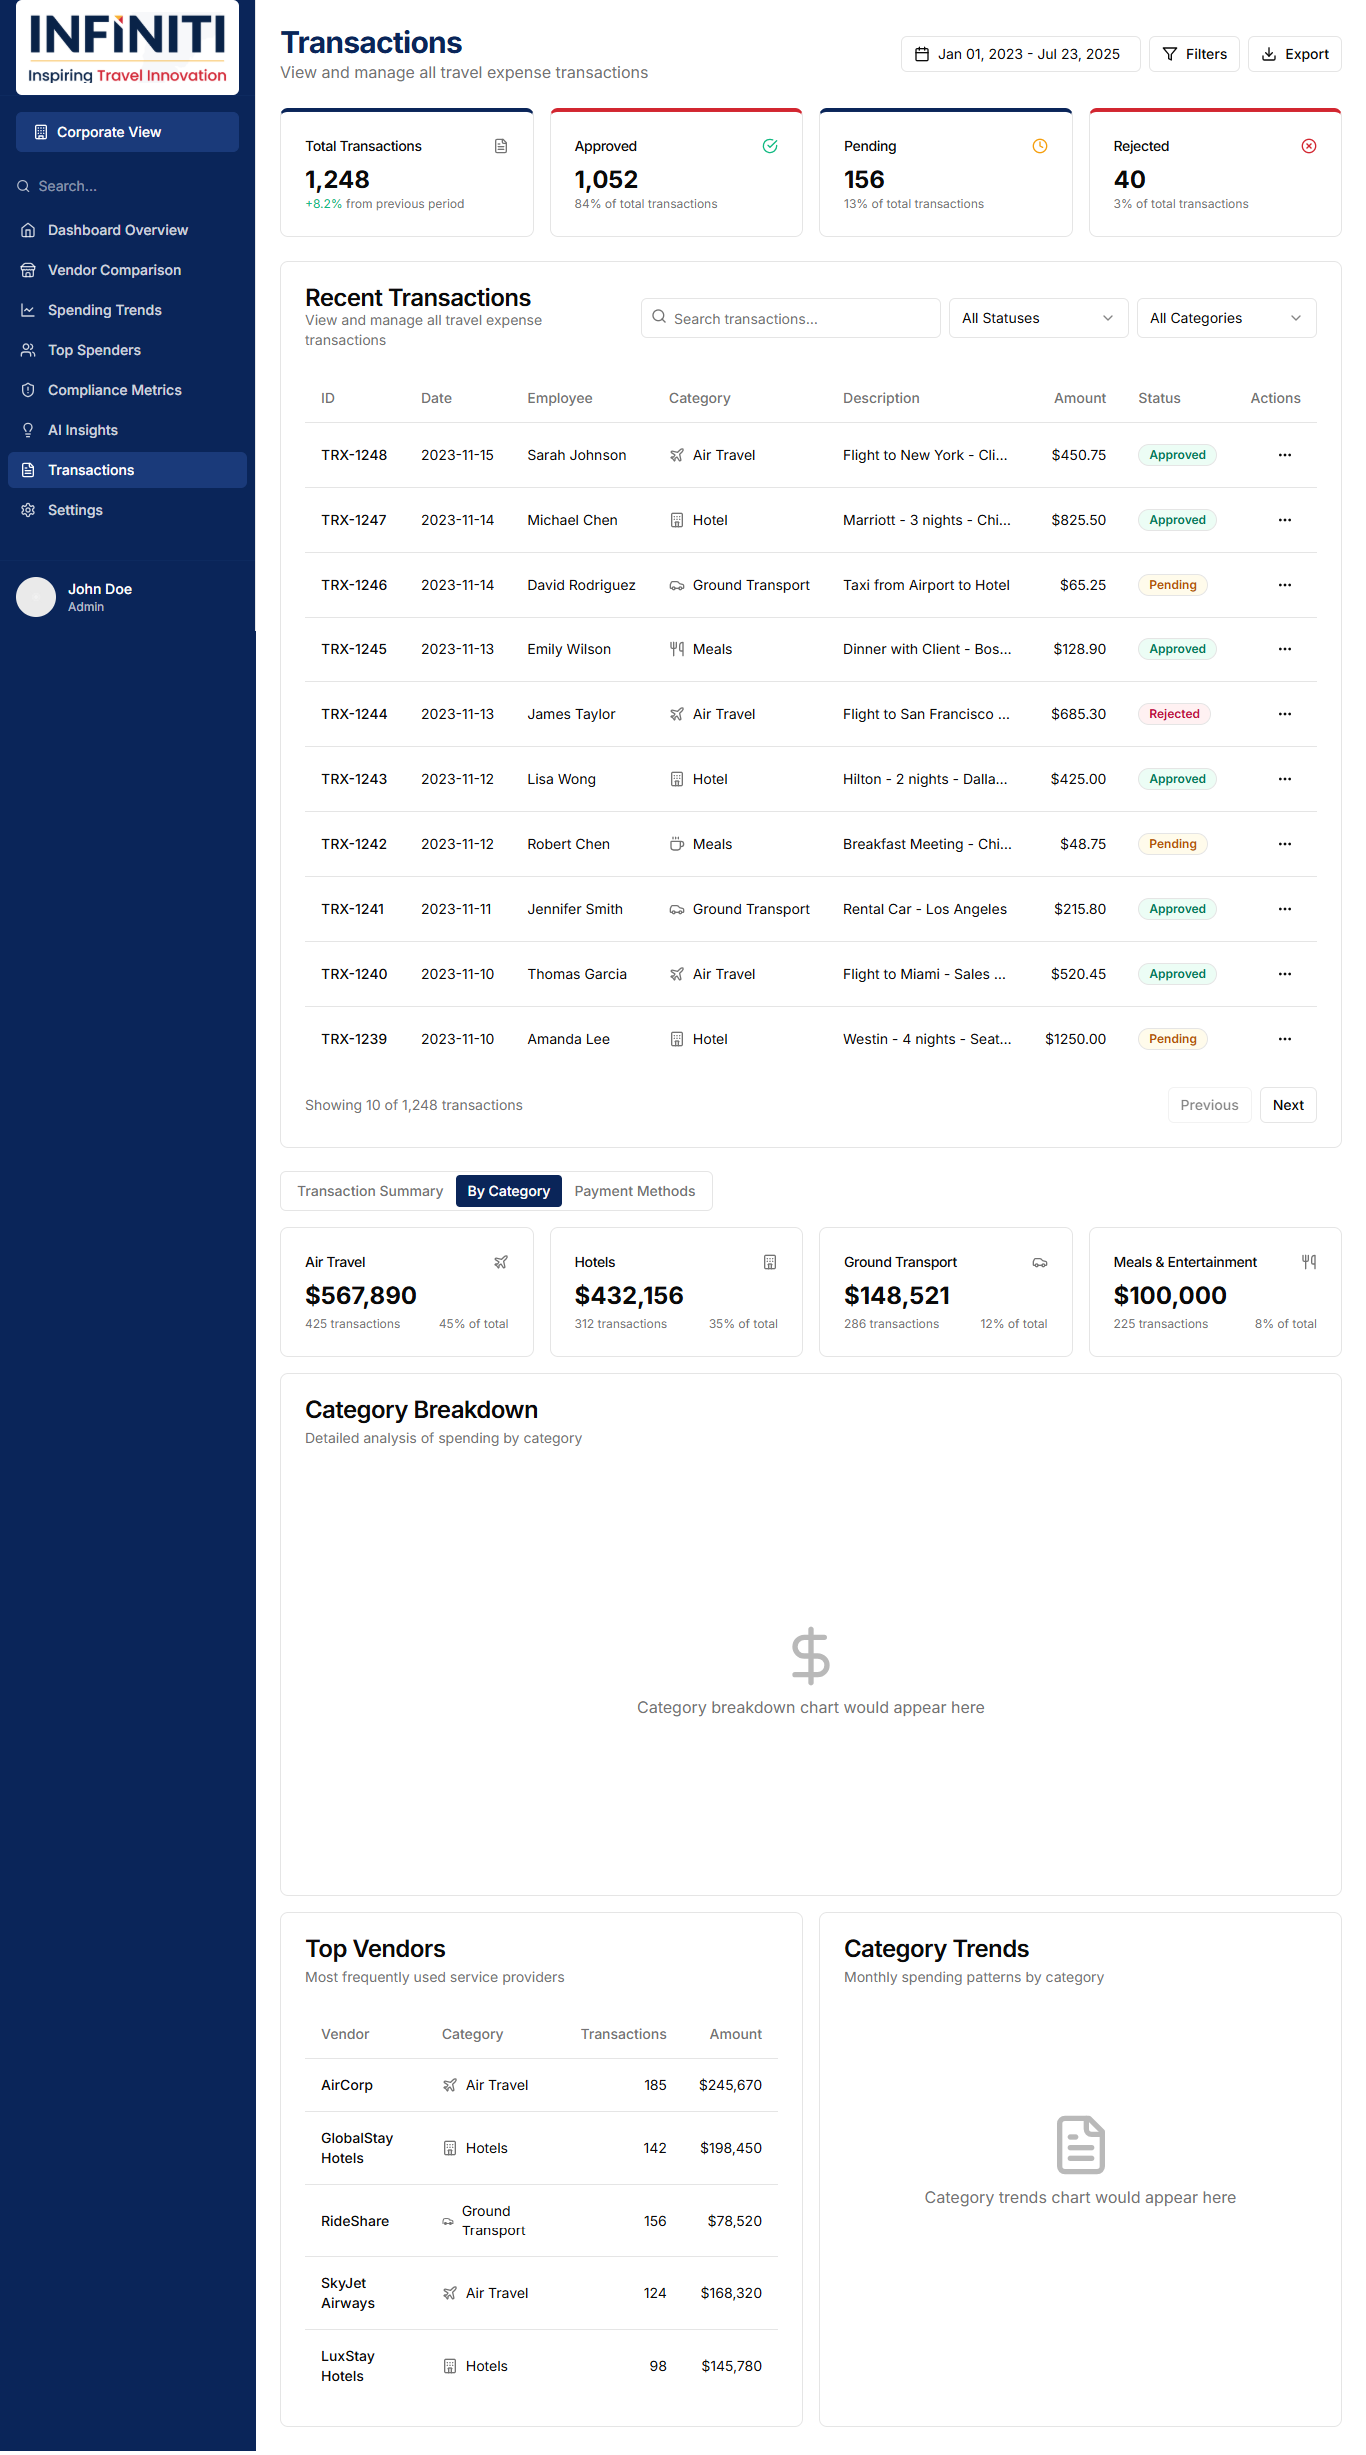 INFINITI
Inspiring Travel Innovation
Corporate View
Search...
Dashboard Overview
Vendor Comparison
Spending Trends
Top Spenders
Compliance Metrics
AI Insights
Transactions
Settings
John Doe
Admin
Transactions
View and manage all travel expense transactions
Jan 01, 2023 - Jul 23, 2025
Filters
Export
Total Transactions
1,248
+8.2% from previous period
Approved
1,052
84% of total transactions
Pending
156
13% of total transactions
Rejected
40
3% of total transactions
Recent Transactions
View and manage all travel expense
transactions
Search transactions...
All Statuses
All Categories
ID Date Employee Category Description Amount Status Actions
TRX-1248 2023-11-15 Sarah Johnson Air Travel Flight to New York - Cli... $450.75 Approved ...
TRX-1247 2023-11-14 Michael Chen Hotel Marriott - 3 nights - Chi... $825.50 Approved ...
TRX-1246 2023-11-14 David Rodriguez Ground Transport Taxi from Airport to Hotel $65.25 Pending ...
TRX-1245 2023-11-13 Emily Wilson Meals Dinner with Client - Bos... $128.90 Approved ...
TRX-1244 2023-11-13 James Taylor Air Travel Flight to San Francisco ... $685.30 Rejected ...
TRX-1243 2023-11-12 Lisa Wong Hotel Hilton - 2 nights - Dalla... $425.00 Approved ...
TRX-1242 2023-11-12 Robert Chen Meals Breakfast Meeting - Chi... $48.75 Pending ...
TRX-1241 2023-11-11 Jennifer Smith Ground Transport Rental Car - Los Angeles $215.80 Approved ...
TRX-1240 2023-11-10 Thomas Garcia Air Travel Flight to Miami - Sales ... $520.45 Approved ...
TRX-1239 2023-11-10 Amanda Lee Hotel Westin - 4 nights - Seat... $1250.00 Pending ...
Showing 10 of 1,248 transactions
Previous
Next
Transaction Summary
By Category
Payment Methods
Air Travel
$567,890
425 transactions 45% of total
Hotels
$432,156
312 transactions 35% of total
Ground Transport
$148,521
286 transactions 12% of total
Meals & Entertainment
$100,000
225 transactions 8% of total
Category Breakdown
Detailed analysis of spending by category
$
Category breakdown chart would appear here
Top Vendors
Most frequently used service providers
Vendor Category Transactions Amount
AirCorp Air Travel 185 $245,670
GlobalStay
Hotels
Hotels 142 $198,450
RideShare
Ground
Transport
156 $78,520
SkyJet
Airways
Air Travel 124 $168,320
LuxStay
Hotels
Hotels 98 $145,780
Category Trends
Monthly spending patterns by category
Category trends chart would appear here